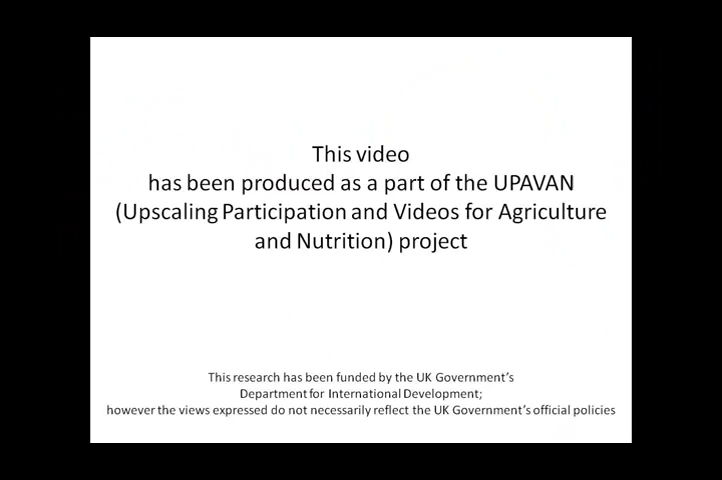 This video
has been produced as a part of the UPAVAN
(Upscaling Participation and Videos for Agriculture
and Nutrition) project
This research has been funded by the UK Government's
Department for International Development;
however the views expressed do not necessarily reflect the UK Government's official policies